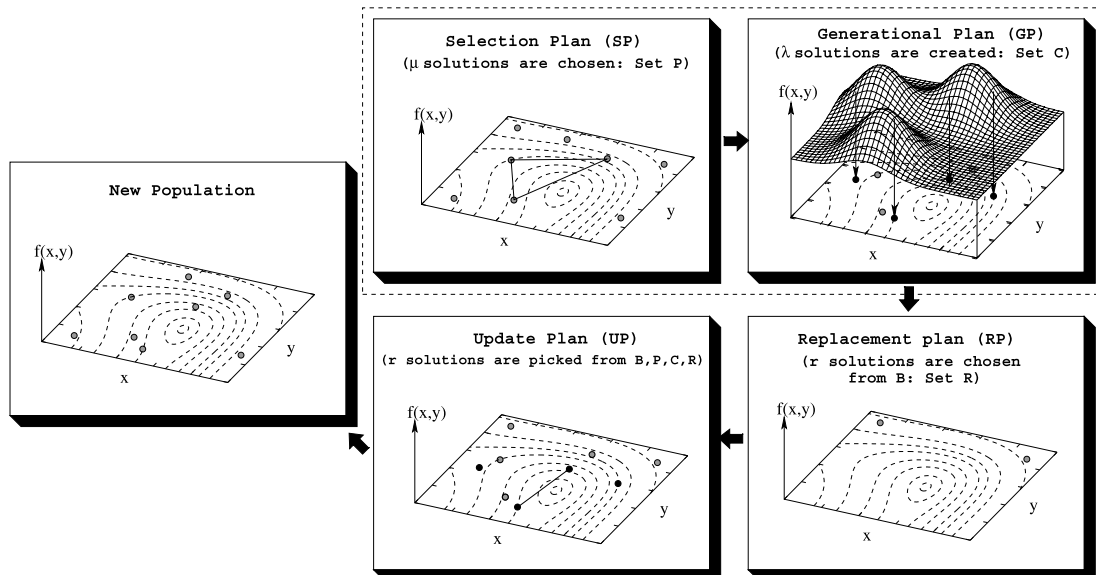 Selection Plan (SP)
(μ solutions are chosen: Set P)
f(x,y)
x
y
Generational Plan (GP)
(λ solutions are created: Set C)
f(x,y)
x
y
New Population
f(x,y)
x
y
Update Plan (UP)
(r solutions are picked from B,P,C,R)
f(x,y)
x
y
Replacement plan (RP)
(r solutions are chosen
from B: Set R)
f(x,y)
x
y